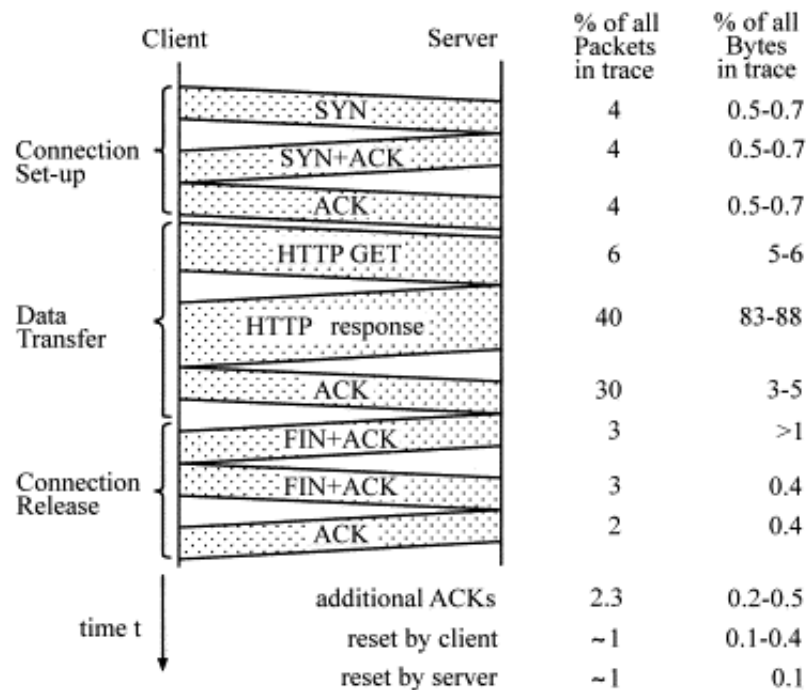 Client Server % of all Packets in trace % of all Bytes in trace
SYN 4 0.5-0.7
Connection Set-up
SYN+ACK 4 0.5-0.7
ACK 4 0.5-0.7
HTTP GET 6 5-6
Data Transfer
HTTP response 40 83-88
ACK 30 3-5
FIN+ACK 3 >1
Connection Release
FIN+ACK 3 0.4
ACK 2 0.4
additional ACKs 2.3 0.2-0.5
time t
reset by client ~1 0.1-0.4
reset by server ~1 0.1